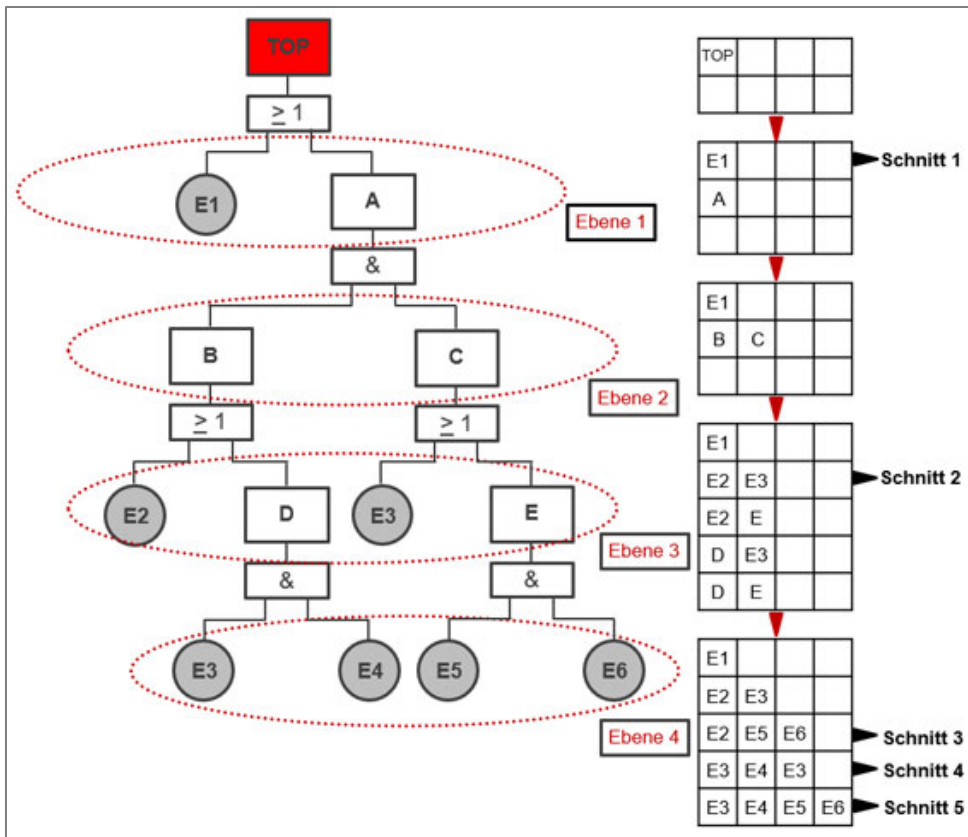 TOP
≥ 1
E1
A
Ebene 1
&
B
C
Ebene 2
≥ 1
≥ 1
E2
D
E3
E
Ebene 3
&
&
E3
E4
E5
E6
Ebene 4
TOP
E1
Schnitt 1
A
E1
B C
E1
E2 E3
Schnitt 2
E2 E
D E3
D E
E1
E2 E3
E2 E5 E6
Schnitt 3
E3 E4 E3
Schnitt 4
E3 E4 E5 E6
Schnitt 5